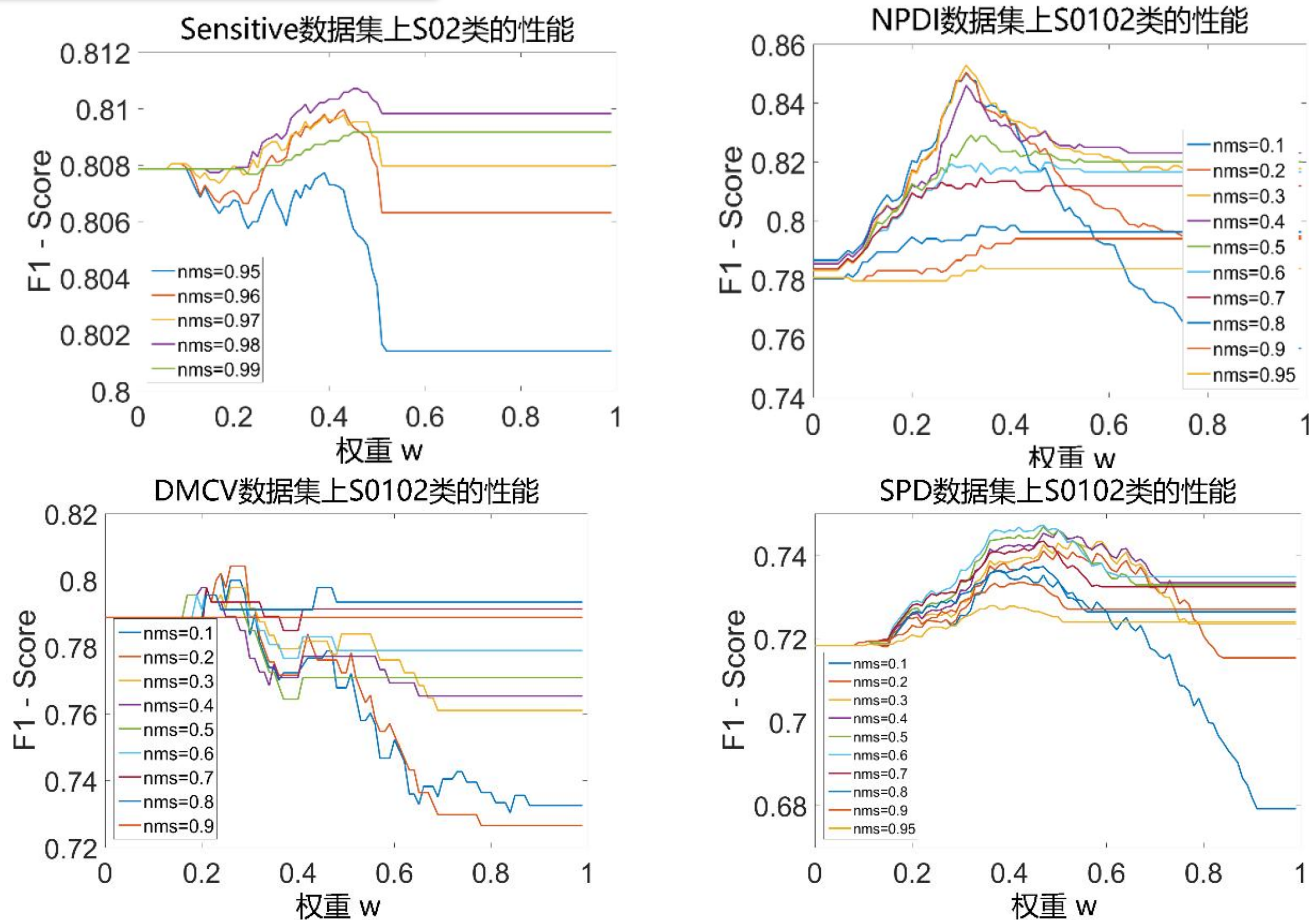 Sensitive数据集上S02类的性能
0.812
0.81
0.808
0.806
0.804
0.802
0.8
F1 - Score
nms=0.95
nms=0.96
nms=0.97
nms=0.98
nms=0.99
0 0.2 0.4 0.6 0.8 1
权重 w
NPDI数据集上S0102类的性能
0.86
0.84
0.82
0.8
0.78
0.76
0.74
F1 - Score
nms=0.1
nms=0.2
nms=0.3
nms=0.4
nms=0.5
nms=0.6
nms=0.7
nms=0.8
nms=0.9
nms=0.95
0 0.2 0.4 0.6 0.8 1
权重 w
DMCV数据集上S0102类的性能
0.82
0.8
0.78
0.76
0.74
0.72
F1 - Score
nms=0.1
nms=0.2
nms=0.3
nms=0.4
nms=0.5
nms=0.6
nms=0.7
nms=0.8
nms=0.9
0 0.2 0.4 0.6 0.8 1
权重 w
SPD数据集上S0102类的性能
0.74
0.72
0.7
0.68
F1 - Score
nms=0.1
nms=0.2
nms=0.3
nms=0.4
nms=0.5
nms=0.6
nms=0.7
nms=0.8
nms=0.9
nms=0.95
0 0.2 0.4 0.6 0.8 1
权重 w